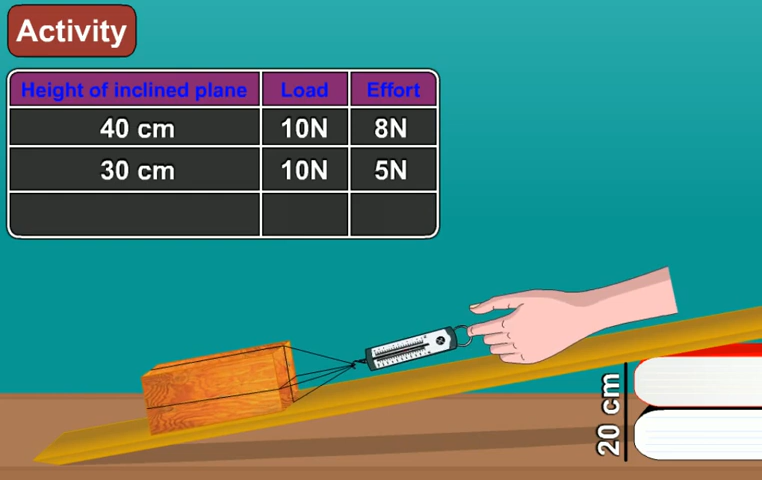 Activity
Height of inclined plane Load Effort
40 cm 10N 8N
30 cm 10N 5N
20 cm